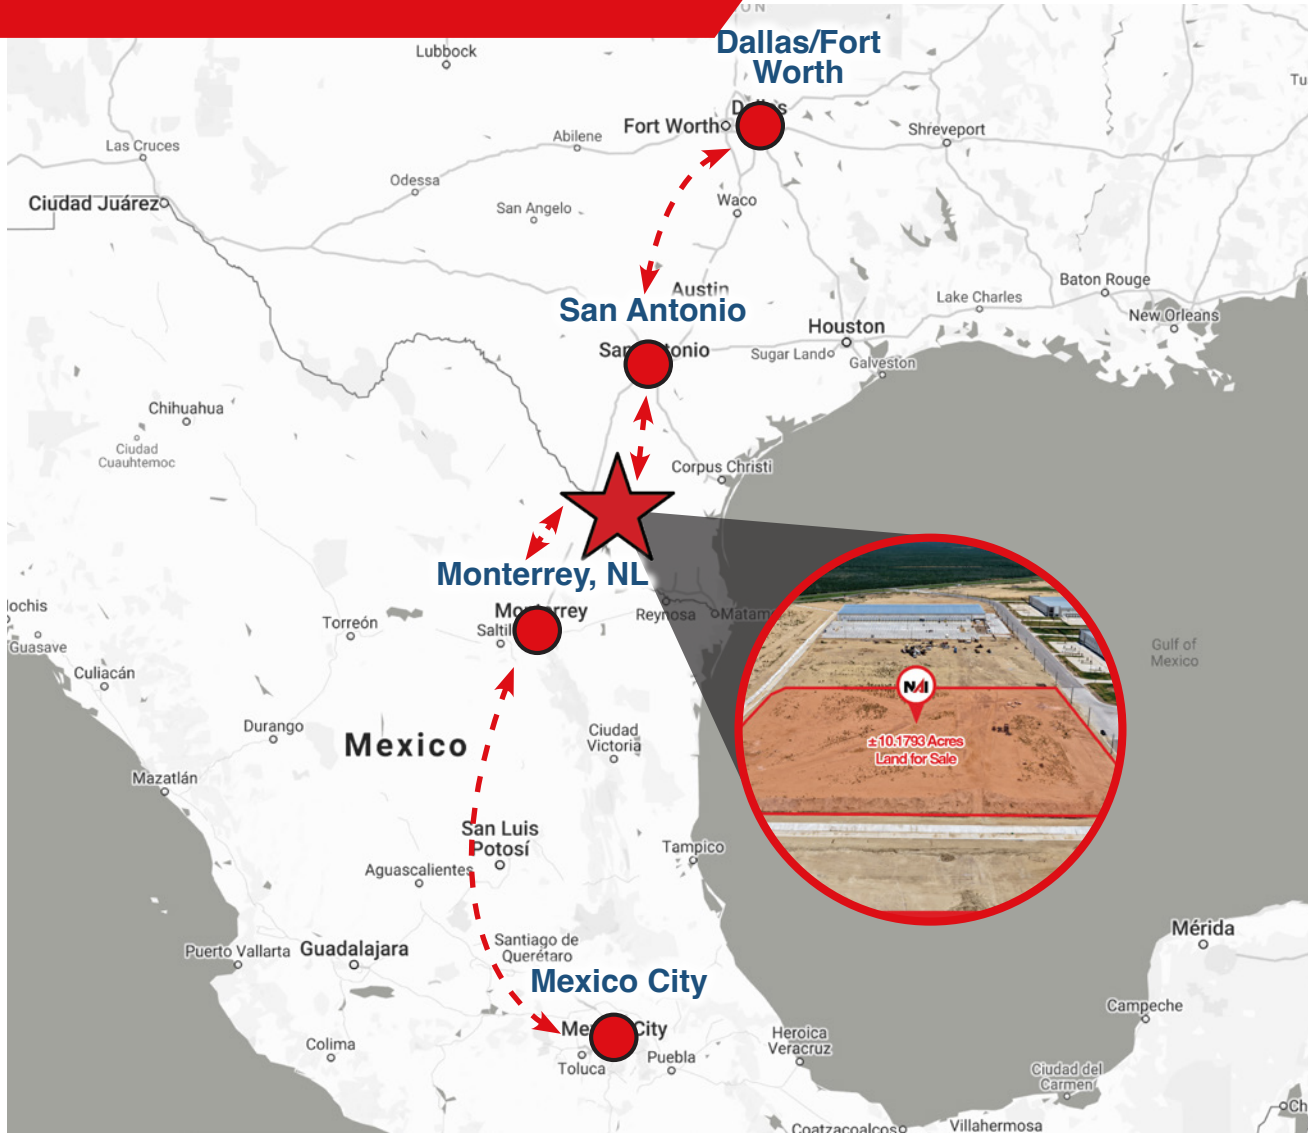 Dallas/Fort
Worth
Lubbock
Fort Worth
Abilene
Shreveport
Las Cruces
Odessa
Ciudad Juárez
San Angelo
Waco
Austin
Baton Rouge
Lake Charles
New Orleans
San Antonio
Houston
Sugar Land
Galveston
Chihuahua
Ciudad
Cuauhtemoc
Corpus Christi
Monterrey, NL
Reynosa
Torreón
Guasave
Culiacán
Gulf of
Mexico
NAI
±10.1793 Acres
Land for Sale
Durango
Mexico
Ciudad
Victoria
Mazatlán
San Luis
Potosí
Tampico
Aguascalientes
Puerto Vallarta
Guadalajara
Santiago de
Querétaro
Mérida
Mexico City
Campeche
Colima
Toluca
Puebla
Heroica
Veracruz
Ciudad del
Carmen
Coatzacoalcos
Villahermosa